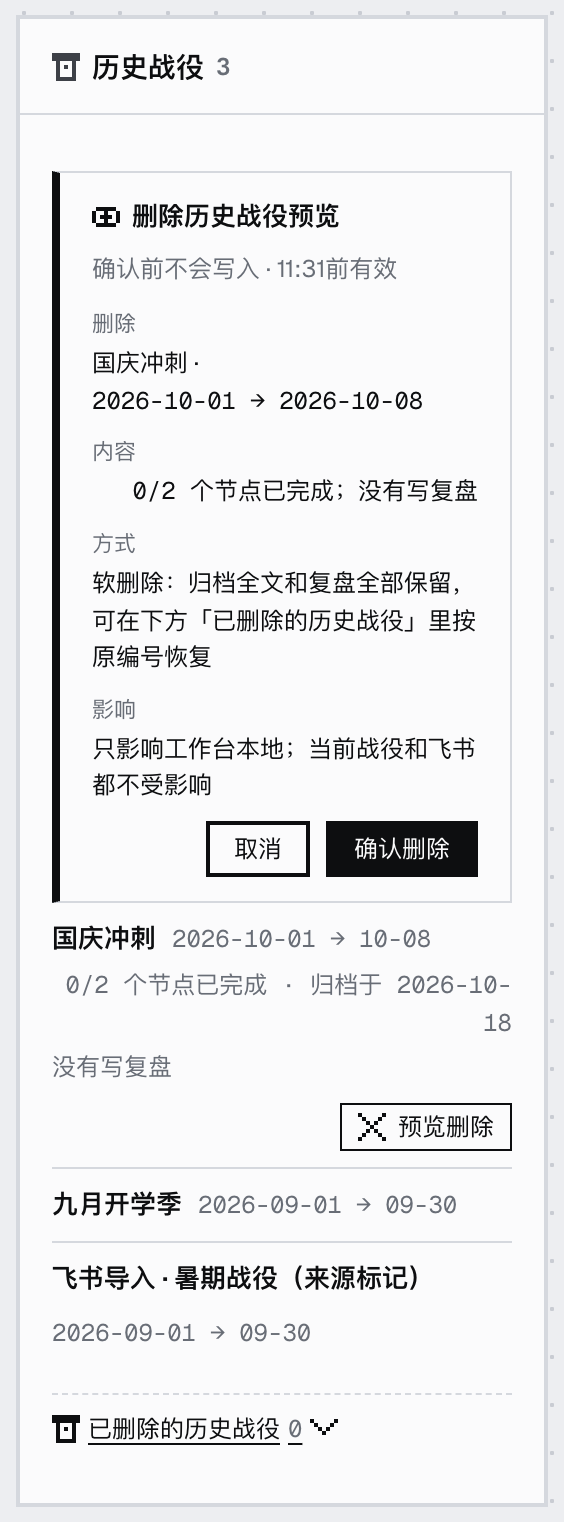 历史战役 3
删除历史战役预览
确认前不会写入 · 11:31前有效
删除
国庆冲刺 ·
2026-10-01 → 2026-10-08
内容
0/2 个节点已完成；没有写复盘
方式
软删除：归档全文和复盘全部保留，
可在下方「已删除的历史战役」里按
原编号恢复
影响
只影响工作台本地；当前战役和飞书
都不受影响
取消 确认删除
国庆冲刺 2026-10-01 → 10-08
0/2 个节点已完成 · 归档于 2026-10-
18
没有写复盘
预览删除
九月开学季 2026-09-01 → 09-30
飞书导入 · 暑期战役（来源标记）
2026-09-01 → 09-30
已删除的历史战役 0